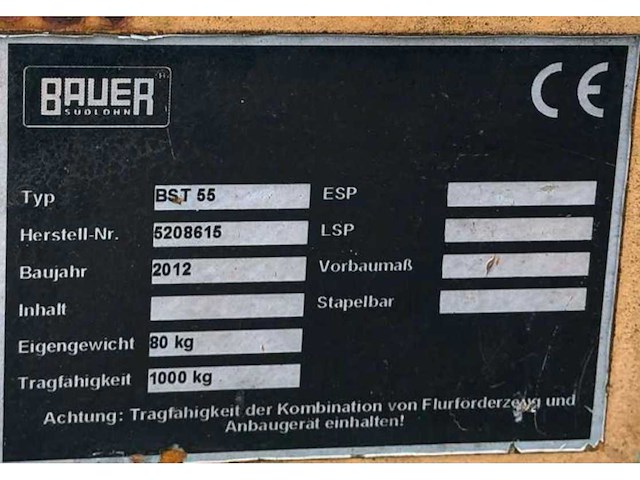 BAUER
SÜDLOHN
CE
Typ BST 55 ESP
Herstell-Nr. 5208615 LSP
Baujahr 2012 Vorbaumaß
Inhalt Stapelbar
Eigengewicht 80 kg
Tragfähigkeit 1000 kg
Achtung: Tragfähigkeit der Kombination von Flurförderzeug und
Anbaugerät einhalten!